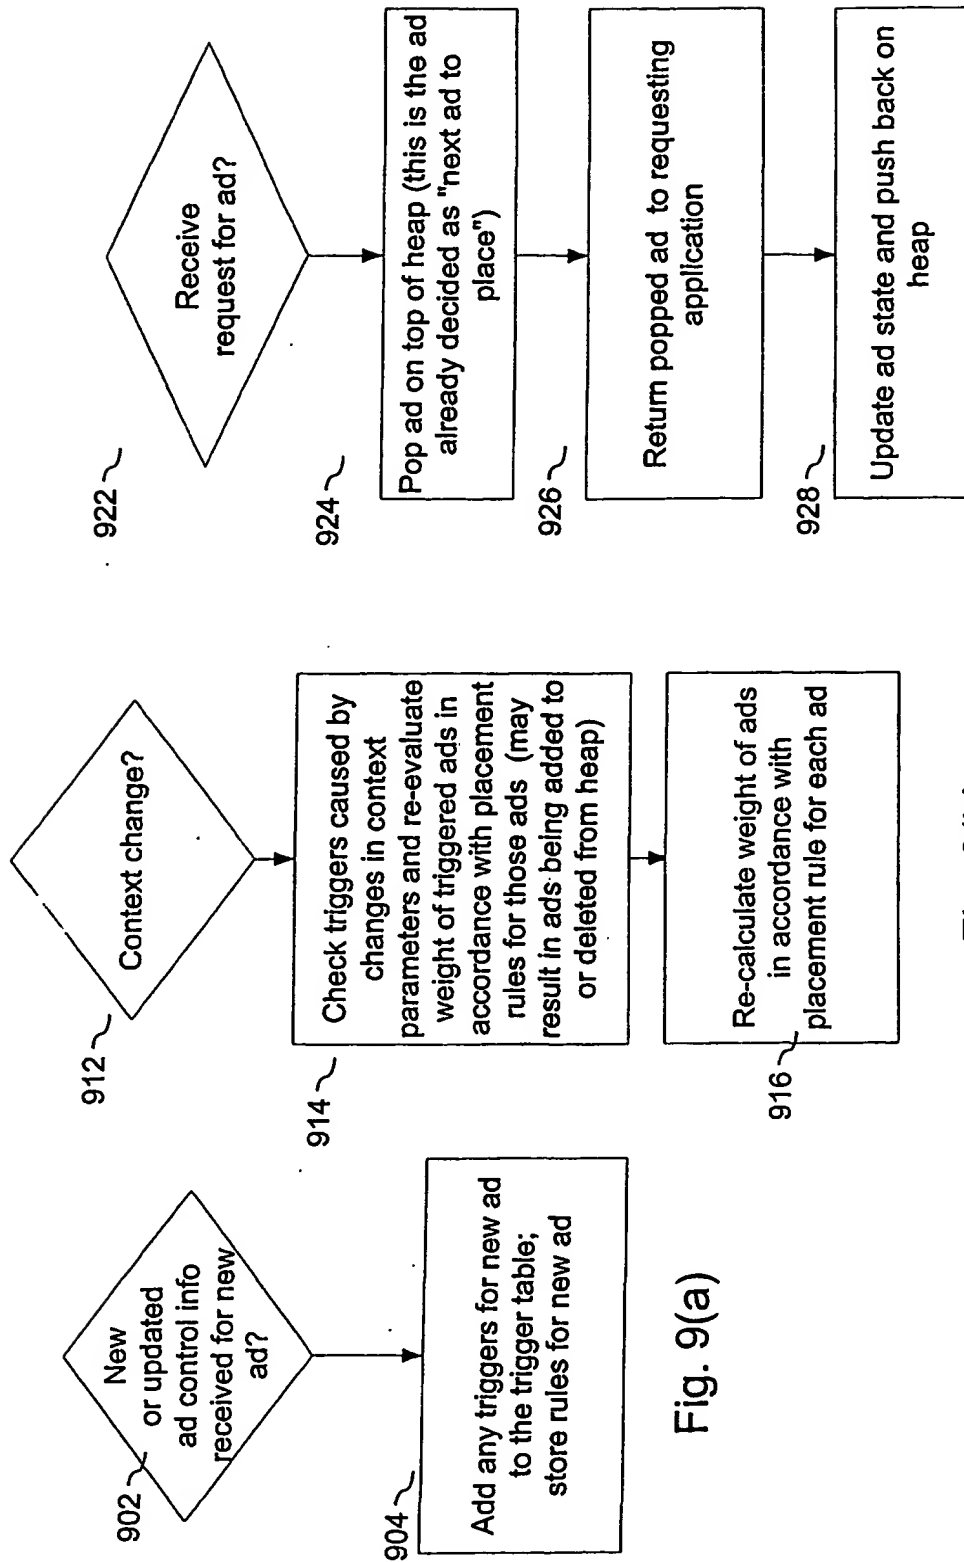 902
New
or updated
ad control info
received for new
ad?
904
Add any triggers for new ad
to the trigger table;
store rules for new ad
Fig. 9(a)
912
Context change?
914
Check triggers caused by
changes in context
parameters and re-evaluate
weight of triggered ads in
accordance with placement
rules for those ads (may
result in ads being added to
or deleted from heap)
916
Re-calculate weight of ads
in accordance with
placement rule for each ad
922
Receive
request for ad?
924
Pop ad on top of heap (this is the ad
already decided as "next ad to
place")
926
Return popped ad to requesting
application
928
Update ad state and push back on
heap